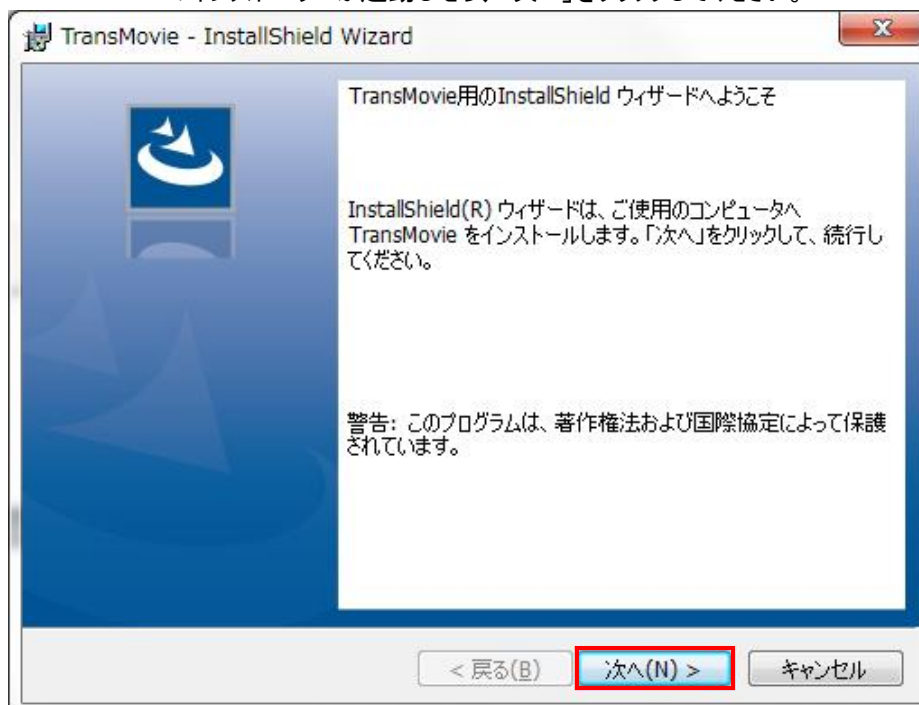 TransMovie - InstallShield Wizard
TransMovie用のInstallShield ウィザードへようこそ
InstallShield(R) ウィザードは、ご使用のコンピュータへ
TransMovie をインストールします。「次へ」をクリックして、続行し
てください。
警告: このプログラムは、著作権法および国際協定によって保護
されています。
< 戻る(B)
次へ(N) >
キャンセル